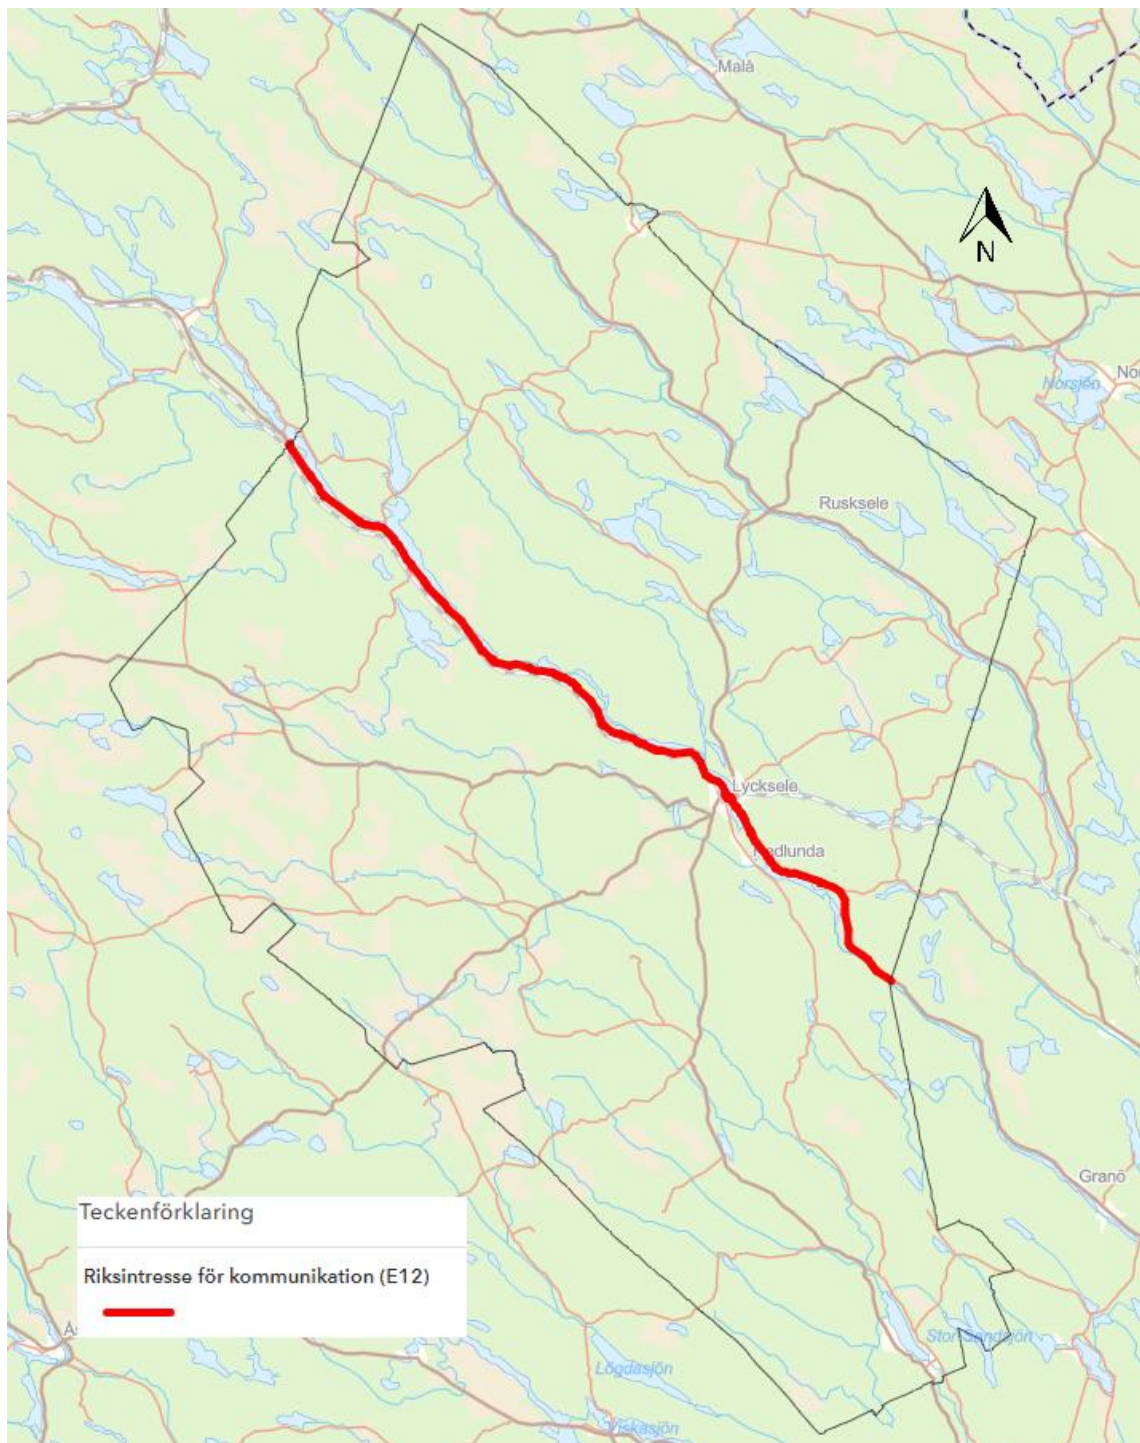 Malå
N
Norsjön
Rusksele
Lycksele
Granö
Teckenförklaring
Riksintresse för kommunikation (E12)
Stor-Sandsjön
Lögdasjön